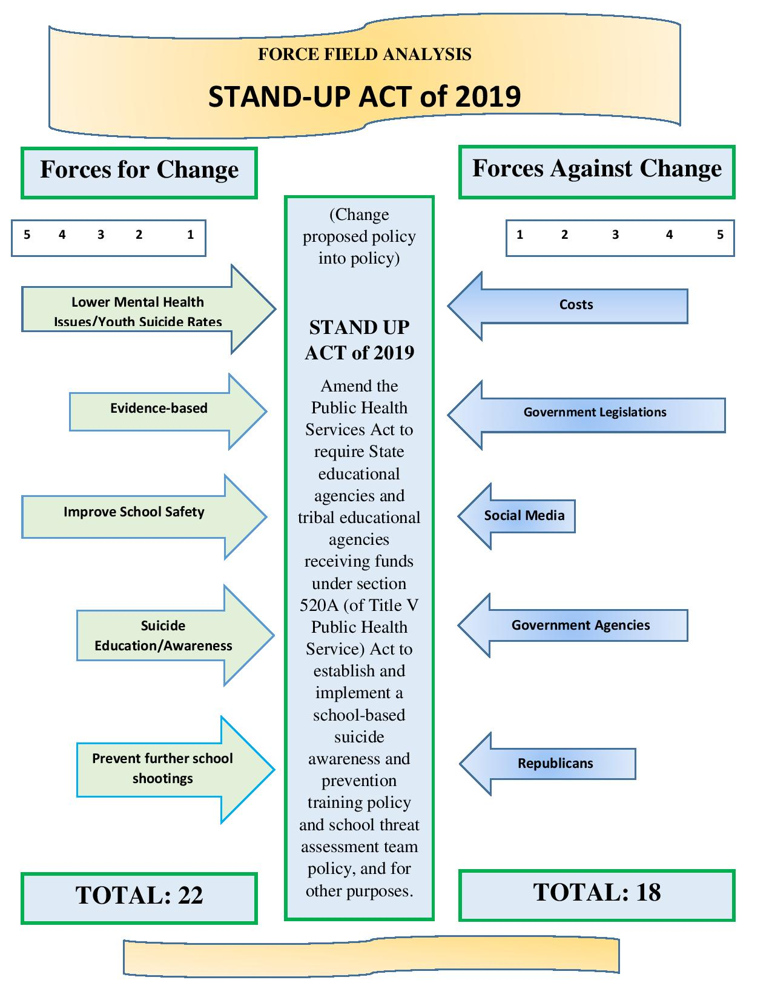 FORCE FIELD ANALYSIS
STAND-UP ACT of 2019
Forces for Change
5 4 3 2 1
Lower Mental Health
Issues/Youth Suicide Rates
Evidence-based
Improve School Safety
Suicide
Education/Awareness
Prevent further school
shootings
TOTAL: 22
(Change
proposed policy
into policy)
STAND UP
ACT of 2019
Amend the
Public Health
Services Act to
require State
educational
agencies and
tribal educational
agencies
receiving funds
under section
520A (of Title V
Public Health
Service) Act to
establish and
implement a
school-based
suicide
awareness and
prevention
training policy
and school threat
assessment team
policy, and for
other purposes.
Forces Against Change
1 2 3 4 5
Costs
Government Legislations
Social Media
Government Agencies
Republicans
TOTAL: 18